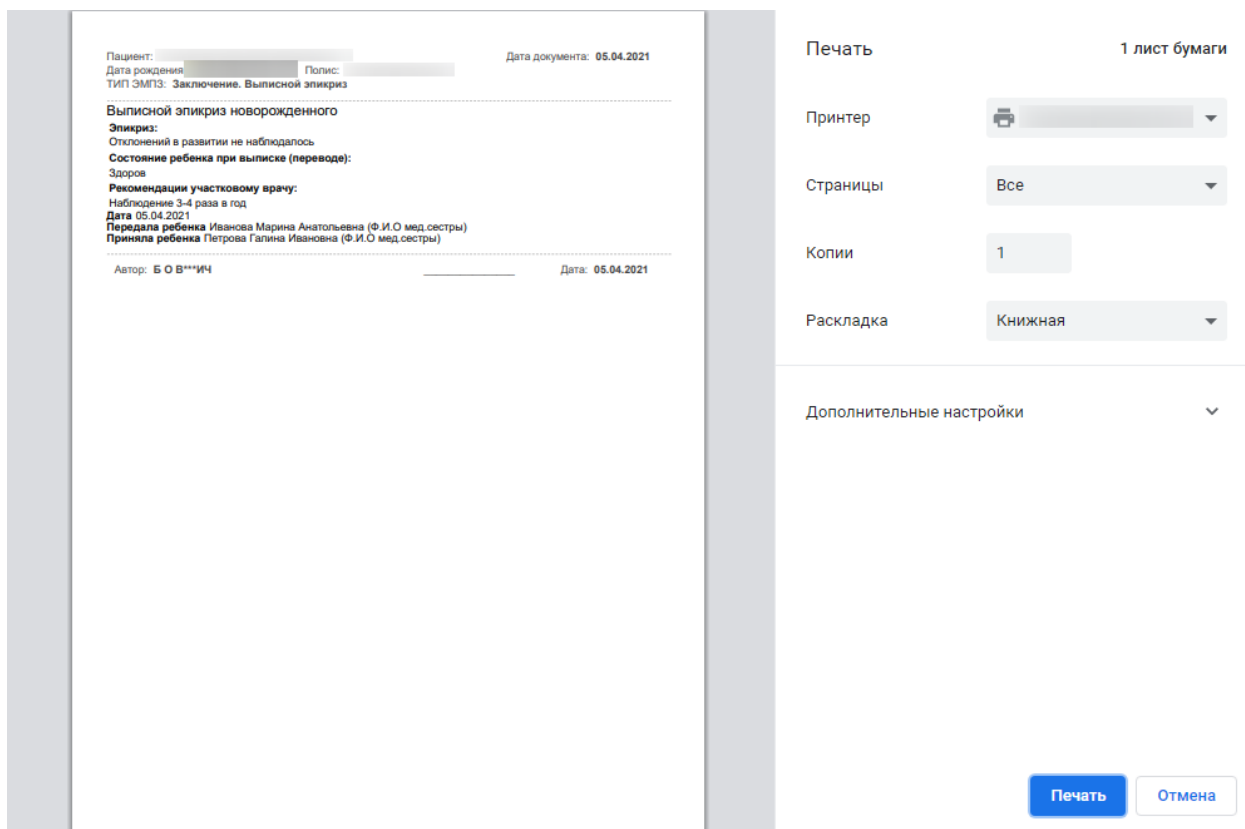 Пациент:
Дата документа: 05.04.2021
Дата рождения
Полис:
ТИП ЭМПЗ: Заключение. Выписной эпикриз
Выписной эпикриз новорожденного
Эпикриз:
Отклонений в развитии не наблюдалось
Состояние ребенка при выписке (переводе):
Здоров
Рекомендации участковому врачу:
Наблюдение 3-4 раза в год
Дата 05.04.2021
Передала ребенка Иванова Марина Анатольевна (Ф.И.О мед.сестры)
Приняла ребенка Петрова Галина Ивановна (Ф.И.О мед.сестры)
Автор: Б О В***ИЧ
Дата: 05.04.2021
Печать
1 лист бумаги
Принтер
Страницы
Все
Копии
1
Раскладка
Книжная
Дополнительные настройки
Печать
Отмена